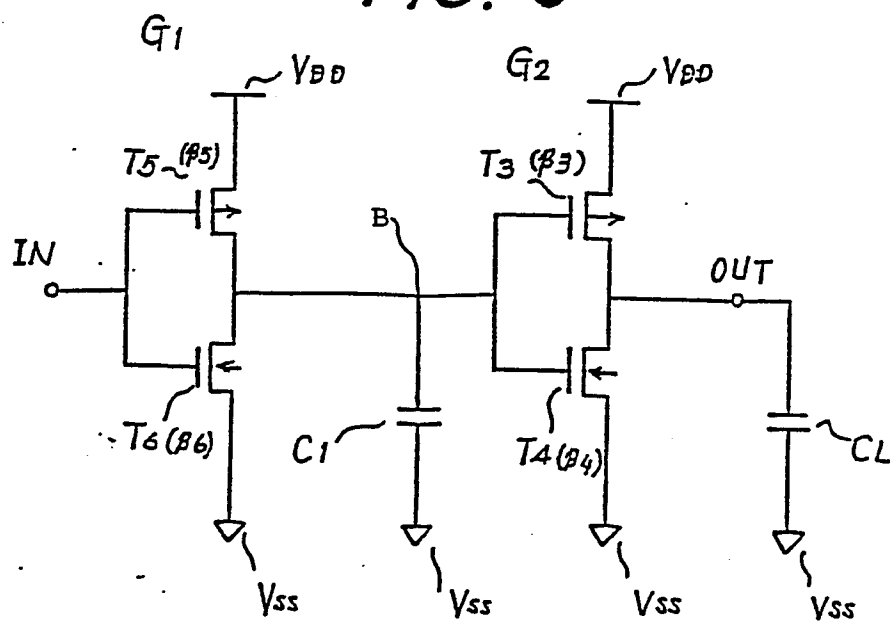 G1
VDD
G2
VDD
T5 (β5)
T3 (β3)
B
IN
OUT
T6 (β6)
C1
T4 (β4)
CL
Vss
Vss
Vss
Vss